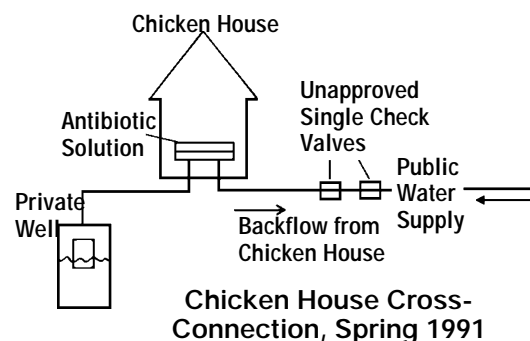 Chicken House
Unapproved
Single Check
Valves
Antibiotic
Solution
Public
Water
Supply
Private
Well
Backflow from
Chicken House
Chicken House Cross-
Connection, Spring 1991